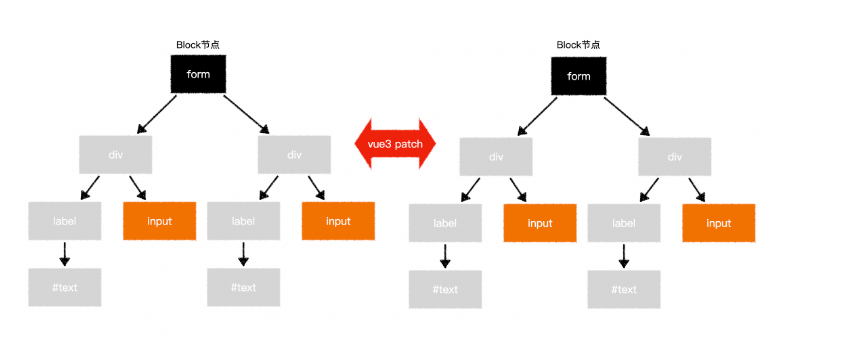 Block节点
Block节点
form
form
vue3 patch
div
div
div
div
label
input
label
input
label
input
label
input
#text
#text
#text
#text